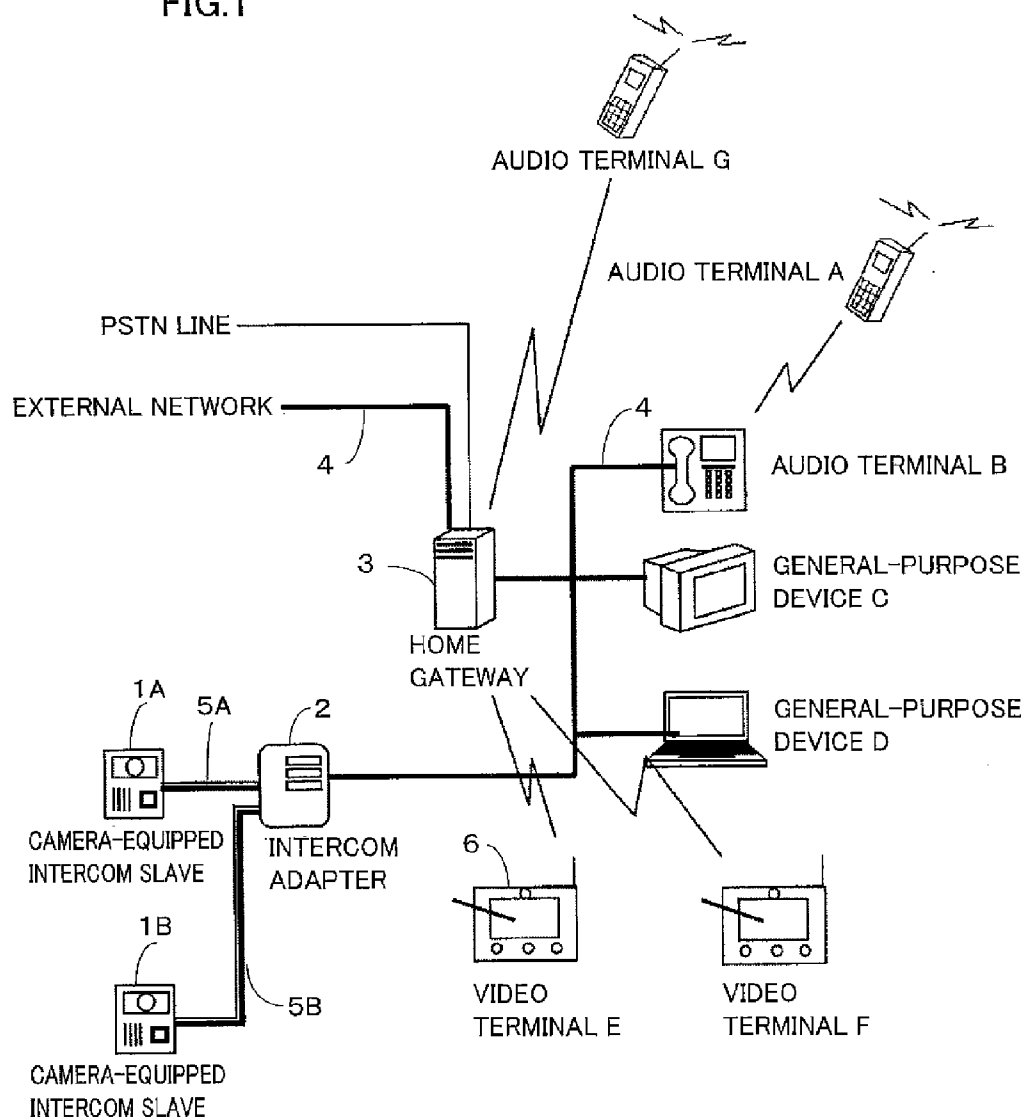 FIG.1
AUDIO TERMINAL G
AUDIO TERMINAL A
PSTN LINE
EXTERNAL NETWORK
4
4
AUDIO TERMINAL B
3
GENERAL-PURPOSE
DEVICE C
HOME
GATEWAY
1A
5A
2
GENERAL-PURPOSE
DEVICE D
CAMERA-EQUIPPED
INTERCOM SLAVE
INTERCOM
ADAPTER
6
1B
5B
VIDEO
TERMINAL E
VIDEO
TERMINAL F
CAMERA-EQUIPPED
INTERCOM SLAVE